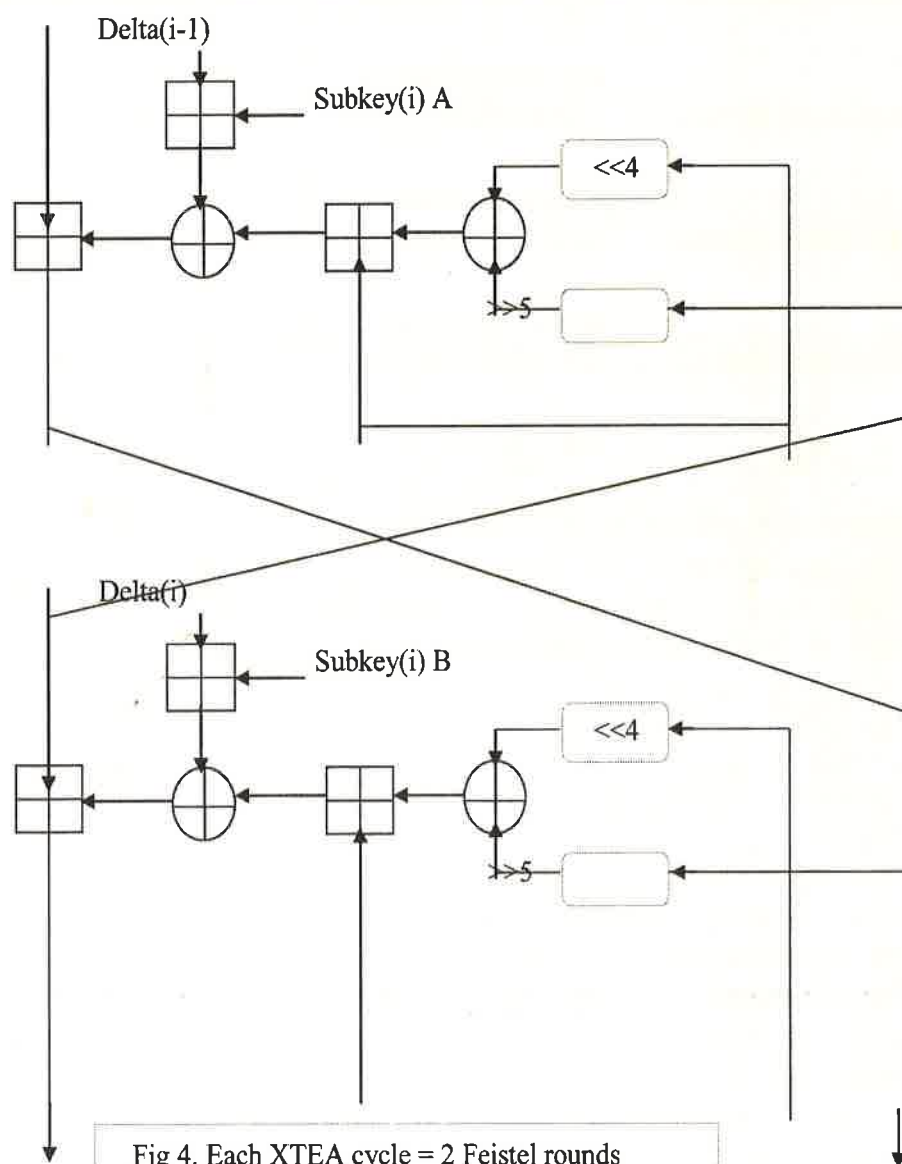 Delta(i-1)
Subkey(i) A
<<4
>>5
Delta(i)
Subkey(i) B
<<4
>>5
Fig 4. Each XTEA cycle = 2 Feistel rounds